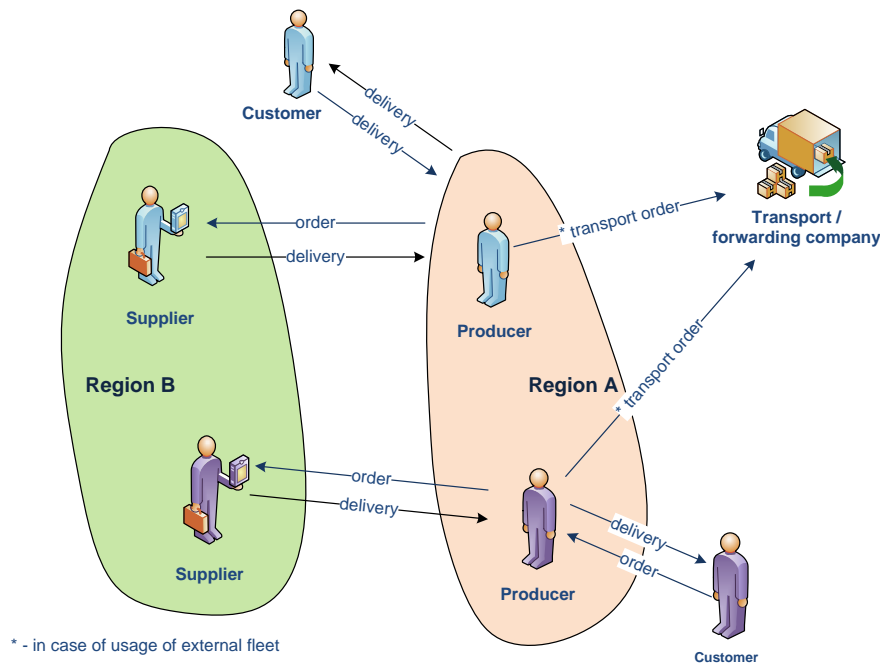 Customer
delivery
delivery
order
* transport order
Transport /
forwarding company
delivery
Supplier
Producer
Region B
Region A
* transport order
order
delivery
delivery
order
Supplier
Producer
* - in case of usage of external fleet
Customer